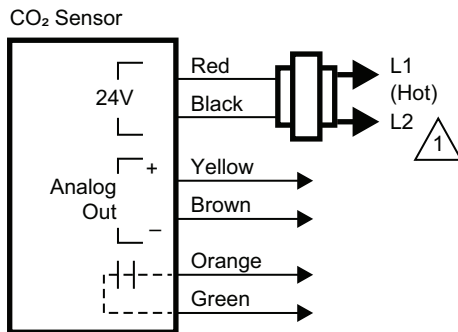 CO₂ Sensor
Red
L1
(Hot)
24V
Black
L2
1
+
Yellow
Analog
Out
Brown
–
Orange
Green